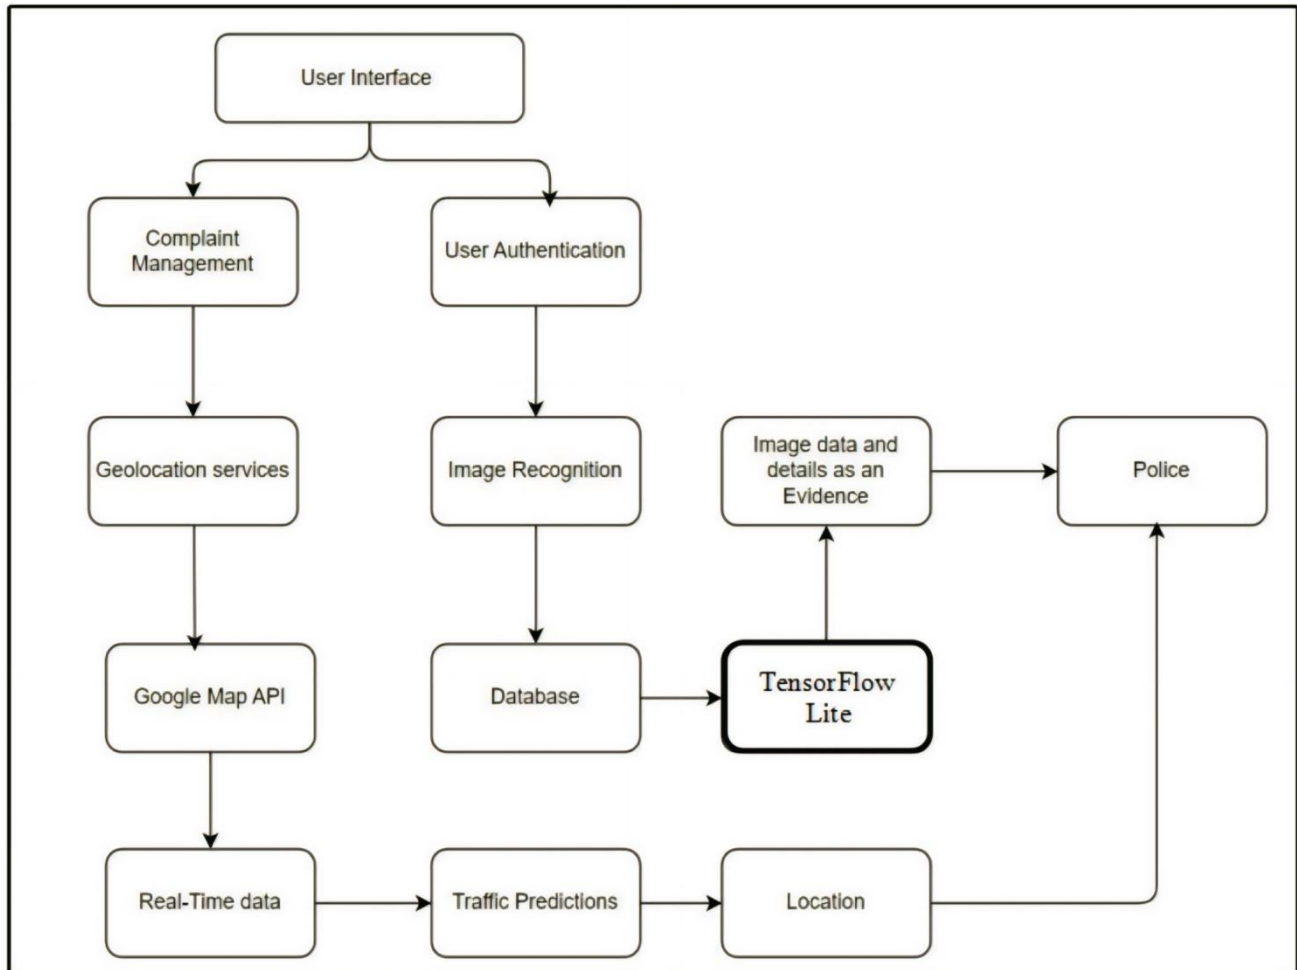 User Interface
Complaint
Management
User Authentication
Geolocation services
Image Recognition
Image data and
details as an
Evidence
Police
Google Map API
Database
TensorFlow
Lite
Real-Time data
Traffic Predictions
Location